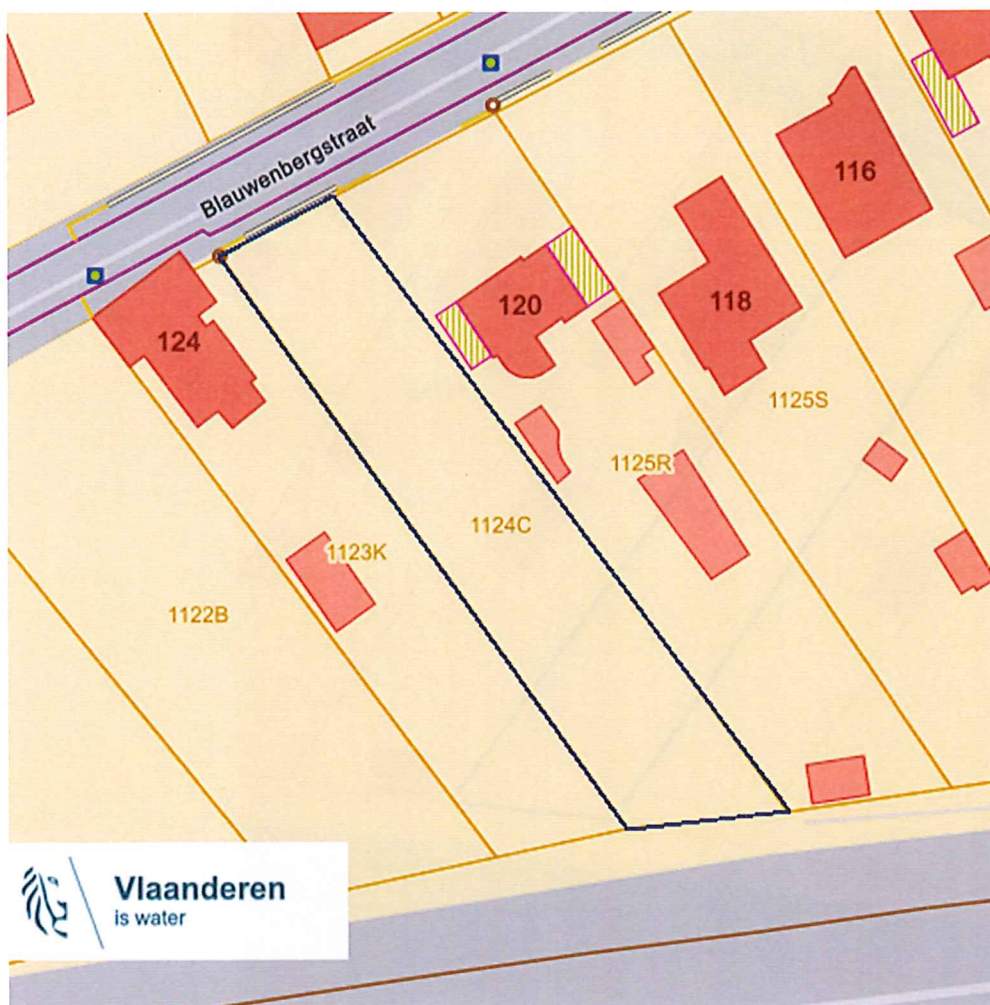 Blauwenbergstraat
116
124
120
118
1125S
1125R
1124C
1123K
1122B
Vlaanderen
is water